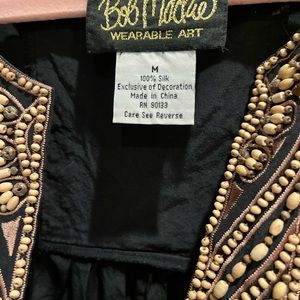 Bob Mackie
WEARABLE ART
M
100% Silk
Exclusive of Decoration
Made in China
RN 90133
Care See Reverse